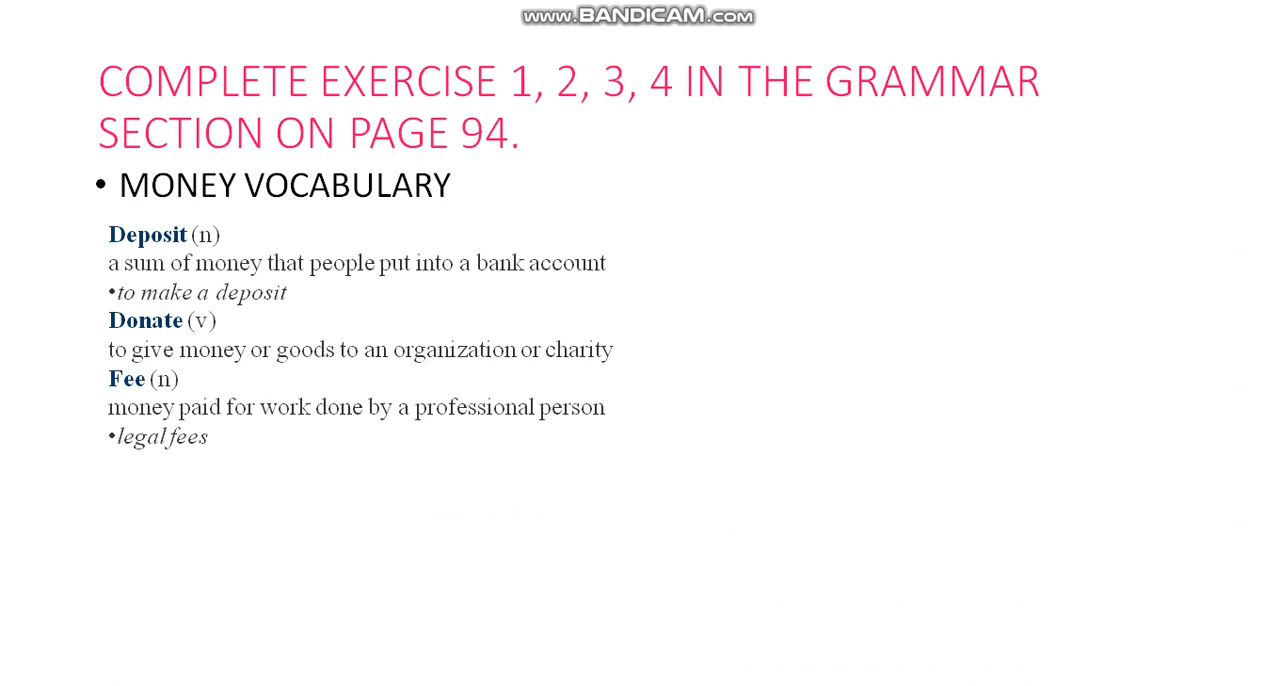 www.BANDICAM.com
COMPLETE EXERCISE 1, 2, 3, 4 IN THE GRAMMAR
SECTION ON PAGE 94.
• MONEY VOCABULARY
Deposit (n)
a sum of money that people put into a bank account
•to make a deposit
Donate (v)
to give money or goods to an organization or charity
Fee (n)
money paid for work done by a professional person
•legal fees